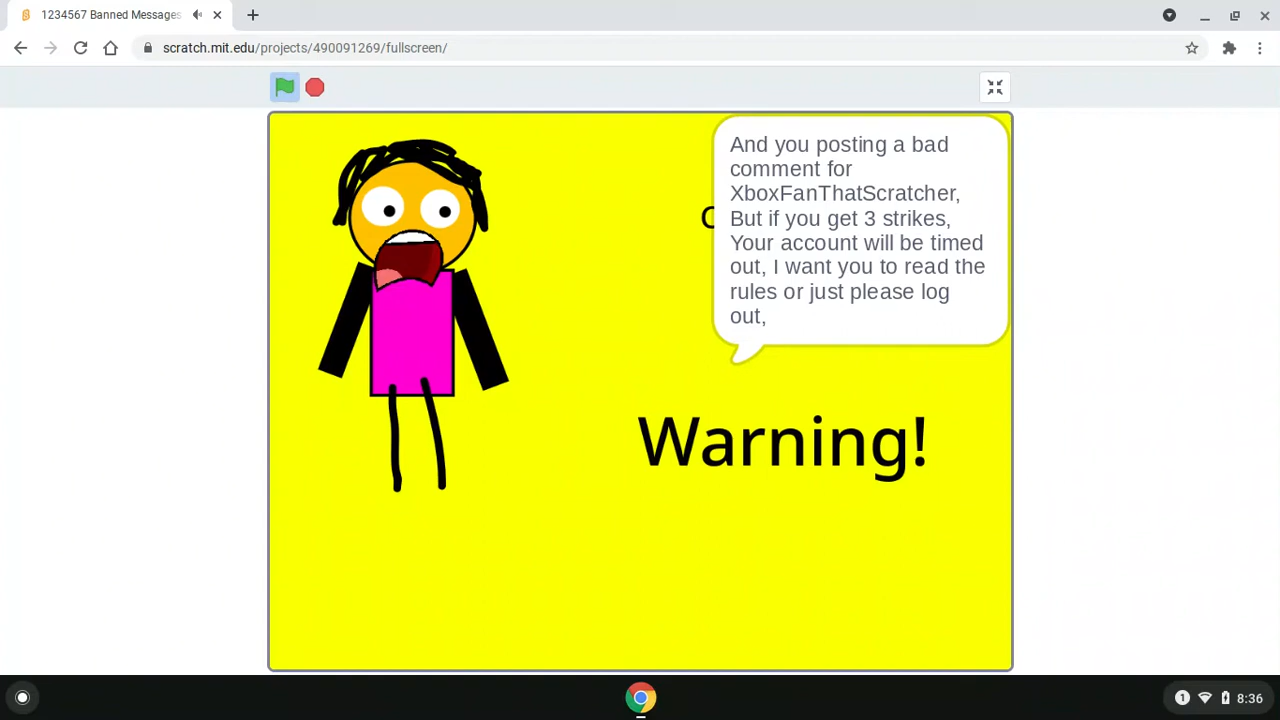 1234567 Banned Messages
scratch.mit.edu/projects/490091269/fullscreen/
And you posting a bad
comment for
XboxFanThatScratcher,
But if you get 3 strikes,
Your account will be timed
out, I want you to read the
rules or just please log
out,
Warning!
1
8:36